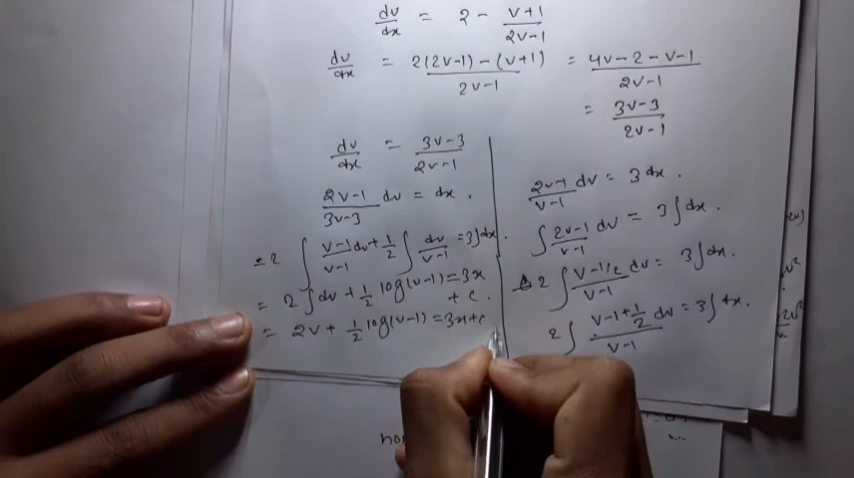 dv/dx = 2 - (v+1)/(2v-1)
dv/dx = (2(2v-1) - (v+1))/(2v-1) = (4v-2-v-1)/(2v-1)
= (3v-3)/(2v-1)
dv/dx = (3v-3)/(2v-1)
(2v-1)/(3v-3) dv = dx.
= 2 ∫ (v-1)/(v-1) dv + 1/2 ∫ dv/(v-1) = 3∫dx.
= 2 ∫dv + 1/2 log(v-1) = 3x + c.
= 2v + 1/2 log(v-1) = 3x+c
(2v-1)/(v-1) dv = 3 dx.
∫ (2v-1)/(v-1) dv = 3∫dx.
2 ∫ (v-1/2)/(v-1) dv = 3∫dx.
2 ∫ (v-1+1/2)/(v-1) dv = 3∫dx.